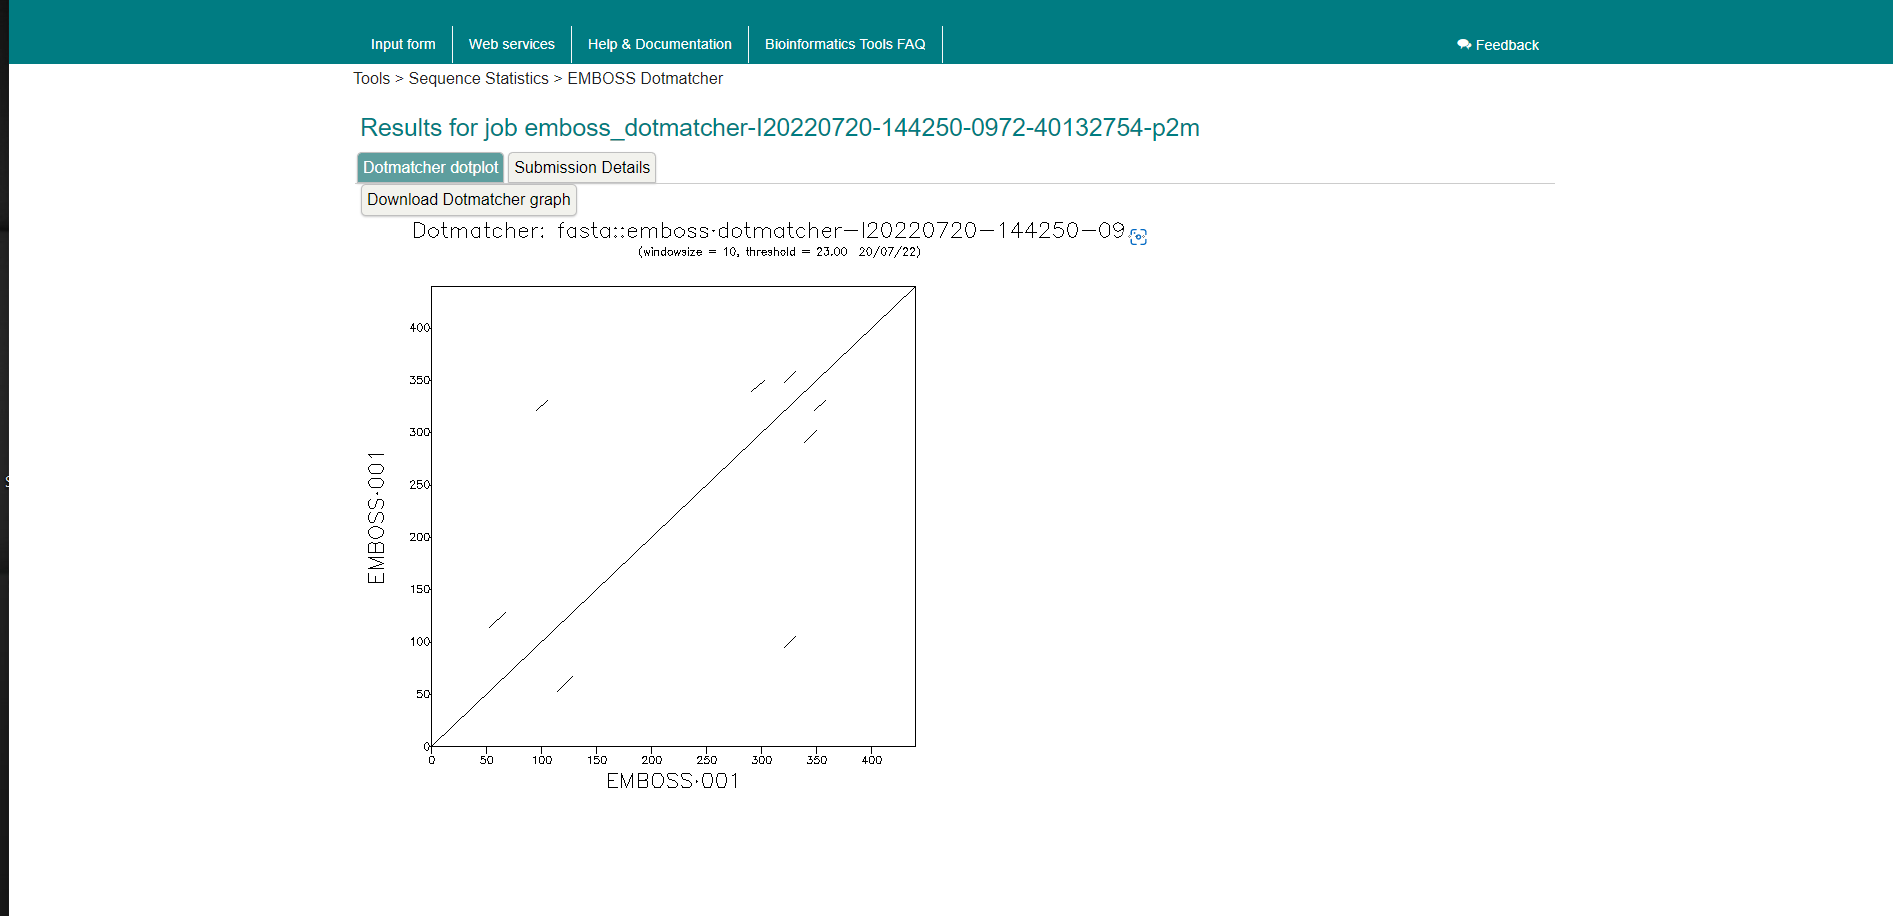 Input form
Web services
Help & Documentation
Bioinformatics Tools FAQ
Feedback
Tools > Sequence Statistics > EMBOSS Dotmatcher
Results for job emboss_dotmatcher-I20220720-144250-0972-40132754-p2m
Dotmatcher dotplot
Submission Details
Download Dotmatcher graph
Dotmatcher: fasta::emboss·dotmatcher-I20220720-144250-09
(windowsize = 10, threshold = 23.00 20/07/22)
400
350
300
250
200
150
100
50
0
EMBOSS·001
0 50 100 150 200 250 300 350 400
EMBOSS·001